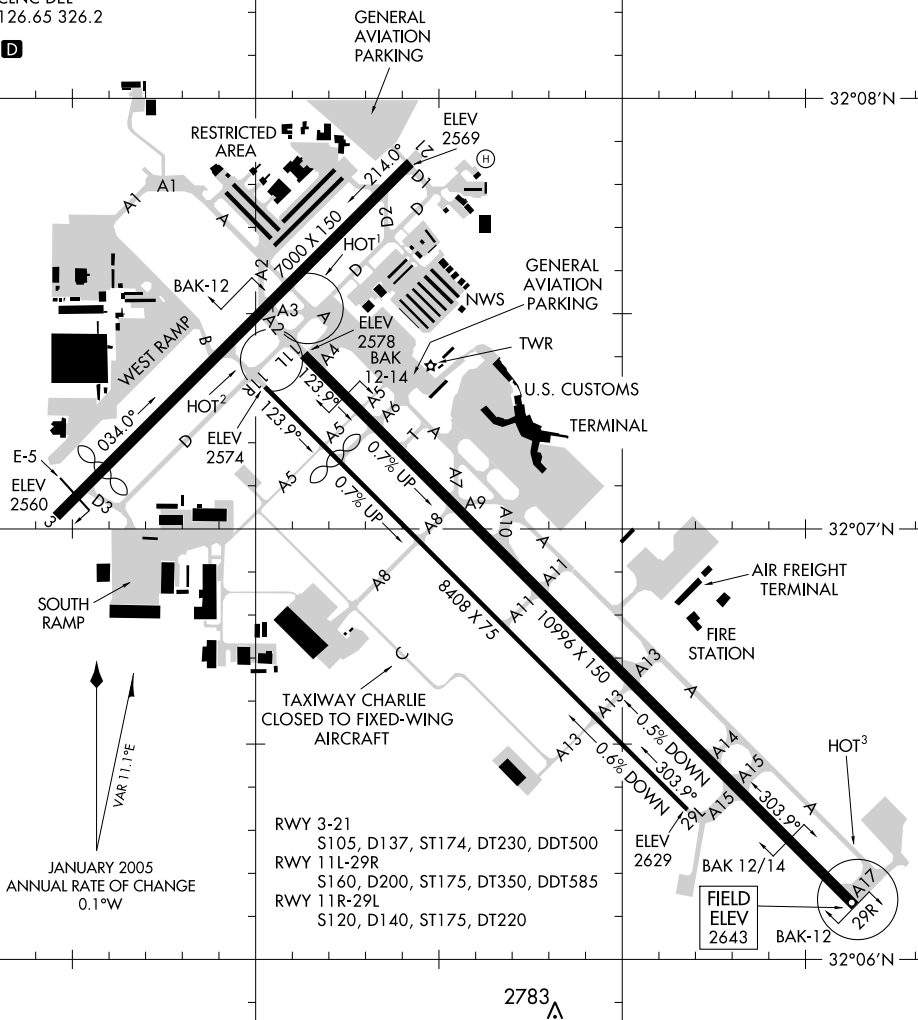 CLNC DEL
126.65 326.2
D
GENERAL
AVIATION
PARKING
32°08'N
ELEV
2569
RESTRICTED
AREA
21
H
214.0°
D1
A1
A1
A
D2
D
7000 X 150
HOT1
D
A2
BAK-12
GENERAL
AVIATION
PARKING
NWS
A3
A
A2
ELEV
2578
WEST RAMP
B
11L
A4
BAK
12-14
TWR
U.S. CUSTOMS
TERMINAL
HOT2
11R
123.9°
A5
A6
034.0°
D
ELEV
2574
123.9°
A5
T
A
E-5
ELEV
2560
D3
3
A5
0.7% UP
0.7% UP
A7
A9
A8
A10
32°07'N
A
A8
A11
A11
8408 X 75
10996 X 150
AIR FREIGHT
TERMINAL
FIRE
STATION
SOUTH
RAMP
C
TAXIWAY CHARLIE
CLOSED TO FIXED-WING
AIRCRAFT
A13
A
A13
A13
0.5% DOWN
0.6% DOWN
303.9°
A14
A15
HOT3
VAR 11.1°E
303.9°
A
A15
29L
ELEV
2629
BAK 12/14
JANUARY 2005
ANNUAL RATE OF CHANGE
0.1°W
RWY 3-21
S105, D137, ST174, DT230, DDT500
RWY 11L-29R
S160, D200, ST175, DT350, DDT585
RWY 11R-29L
S120, D140, ST175, DT220
A17
FIELD
ELEV
2643
29R
BAK-12
32°06'N
2783